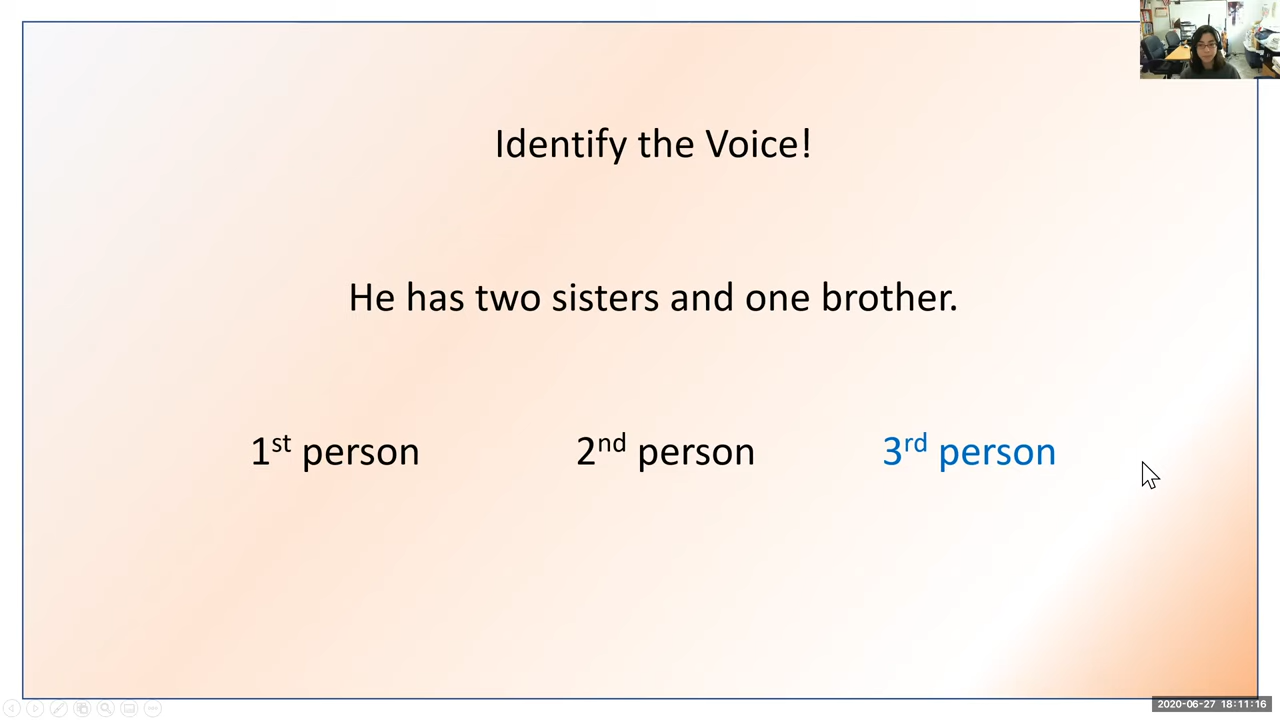 Identify the Voice!
He has two sisters and one brother.
1st person 2nd person 3rd person
2020-06-27 18:11:16